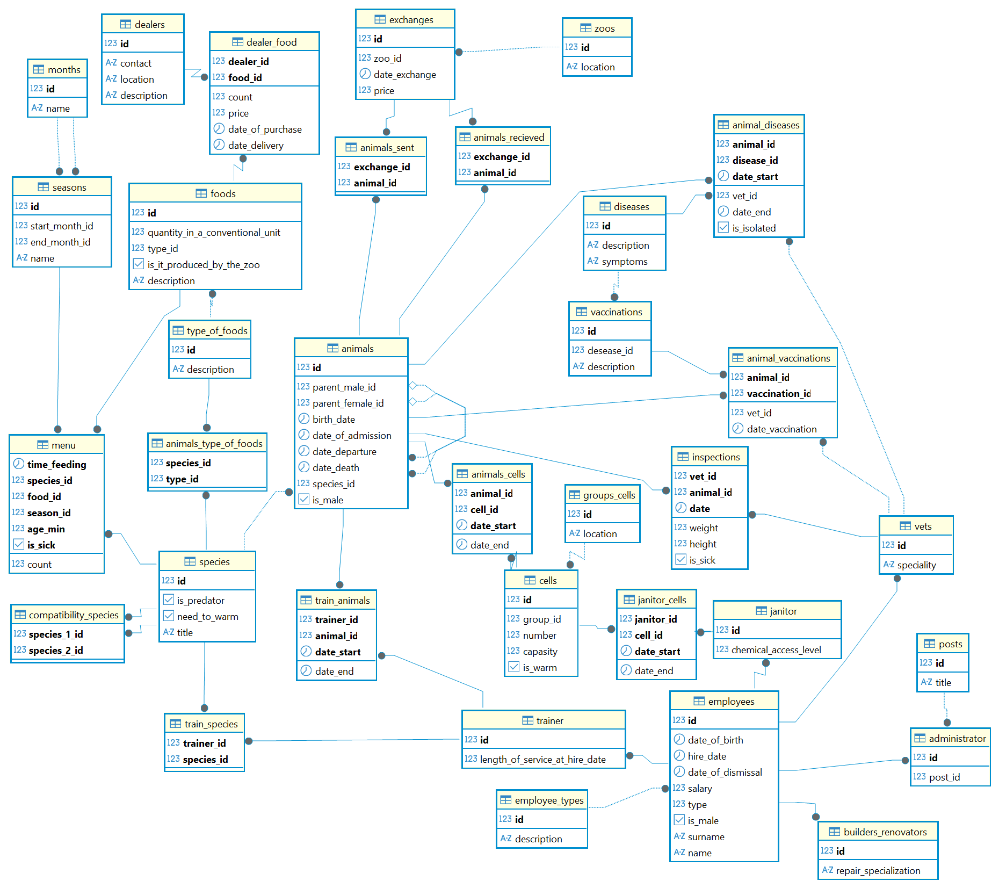 dealers
123 id
A-Z contact
A-Z location
A-Z description
dealer_food
123 dealer_id
123 food_id
123 count
123 price
date_of_purchase
date_delivery
exchanges
123 id
123 zoo_id
date_exchange
123 price
zoos
123 id
A-Z location
months
123 id
A-Z name
animal_diseases
123 animal_id
123 disease_id
date_start
123 vet_id
date_end
is_isolated
animals_sent
123 exchange_id
123 animal_id
animals_recieved
123 exchange_id
123 animal_id
seasons
123 id
123 start_month_id
123 end_month_id
A-Z name
foods
123 id
123 quantity_in_a_conventional_unit
123 type_id
is_it_produced_by_the_zoo
A-Z description
diseases
123 id
A-Z description
A-Z symptoms
vaccinations
123 id
123 desease_id
A-Z description
type_of_foods
123 id
A-Z description
animals
123 id
123 parent_male_id
123 parent_female_id
birth_date
date_of_admission
date_departure
date_death
123 species_id
is_male
animal_vaccinations
123 animal_id
123 vaccination_id
123 vet_id
date_vaccination
menu
time_feeding
123 species_id
123 food_id
123 season_id
123 age_min
is_sick
123 count
animals_type_of_foods
123 species_id
123 type_id
animals_cells
123 animal_id
123 cell_id
date_start
date_end
groups_cells
123 id
A-Z location
inspections
123 vet_id
123 animal_id
date
123 weight
123 height
is_sick
vets
123 id
A-Z speciality
species
123 id
is_predator
need_to_warm
A-Z title
compatibility_species
123 species_1_id
123 species_2_id
train_animals
123 trainer_id
123 animal_id
date_start
date_end
cells
123 id
123 group_id
123 number
123 capasity
is_warm
janitor_cells
123 janitor_id
123 cell_id
date_start
date_end
janitor
123 id
123 chemical_access_level
posts
123 id
A-Z title
train_species
123 trainer_id
123 species_id
trainer
123 id
123 length_of_service_at_hire_date
employees
123 id
date_of_birth
hire_date
date_of_dismissal
123 salary
123 type
is_male
A-Z surname
A-Z name
administrator
123 id
123 post_id
employee_types
123 id
A-Z description
builders_renovators
123 id
A-Z repair_specialization